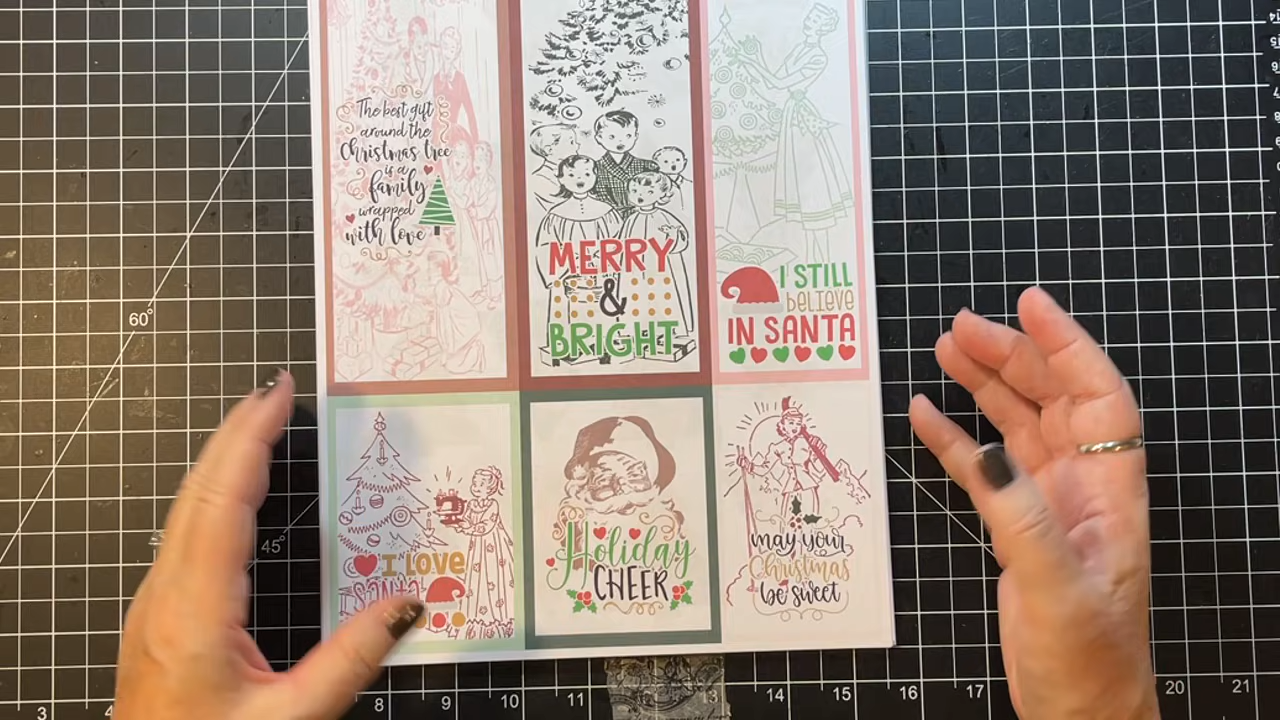 The best gift
around the
Christmas tree
is a
family
wrapped
with love
MERRY
&
BRIGHT
I STILL
believe
IN SANTA
I LOVE
SANTA
Holiday
CHEER
may your
Christmas
be sweet
60°
45°
3
8
9
10
11
13
14
15
16
17
20
21